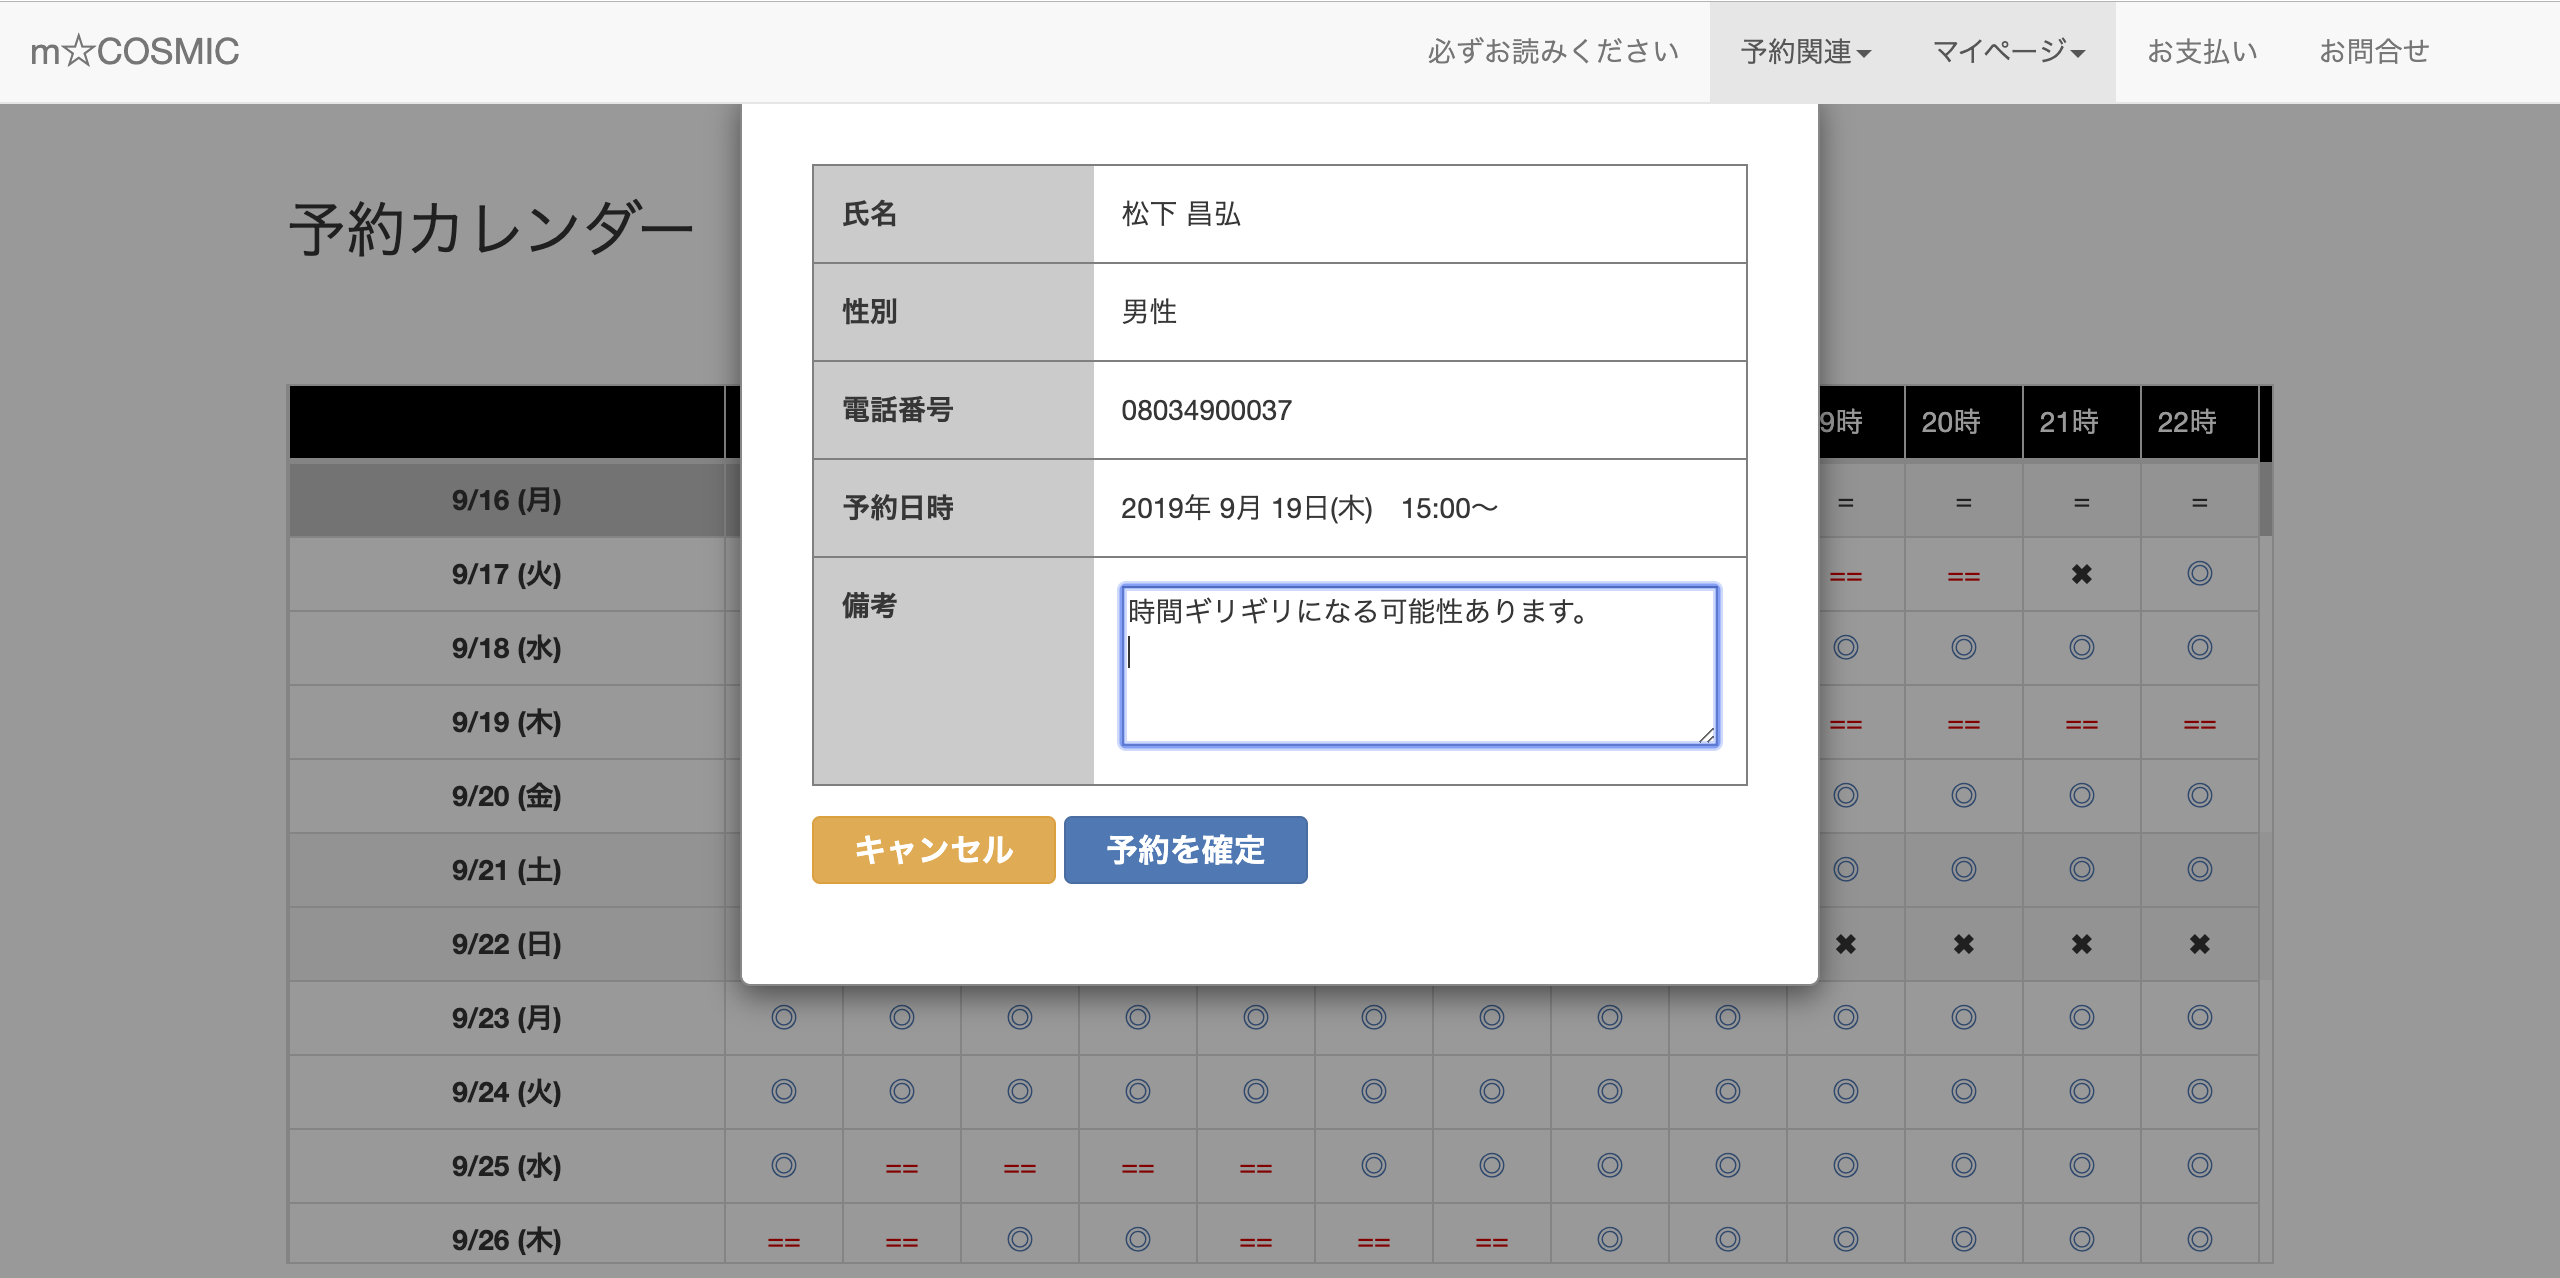 m☆COSMIC 必ずお読みください 予約関連 マイページ お支払い お問合せ
予約カレンダー
氏名 松下 昌弘
性別 男性
電話番号 08034900037
予約日時 2019年 9月 19日(木) 15:00〜
備考 時間ギリギリになる可能性あります。
キャンセル 予約を確定
9時 20時 21時 22時
9/16 (月) = = = =
9/17 (火) == == ✖ ◎
9/18 (水) ◎ ◎ ◎ ◎
9/19 (木) == == == ==
9/20 (金) ◎ ◎ ◎ ◎
9/21 (土) ◎ ◎ ◎ ◎
9/22 (日) ✖ ✖ ✖ ✖
9/23 (月) ◎ ◎ ◎ ◎ ◎ ◎ ◎ ◎ ◎ ◎ ◎ ◎ ◎
9/24 (火) ◎ ◎ ◎ ◎ ◎ ◎ ◎ ◎ ◎ ◎ ◎ ◎ ◎
9/25 (水) ◎ == == == == ◎ ◎ ◎ ◎ ◎ ◎ ◎ ◎
9/26 (木) == == ◎ ◎ == == == ◎ ◎ ◎ ◎ ◎ ◎